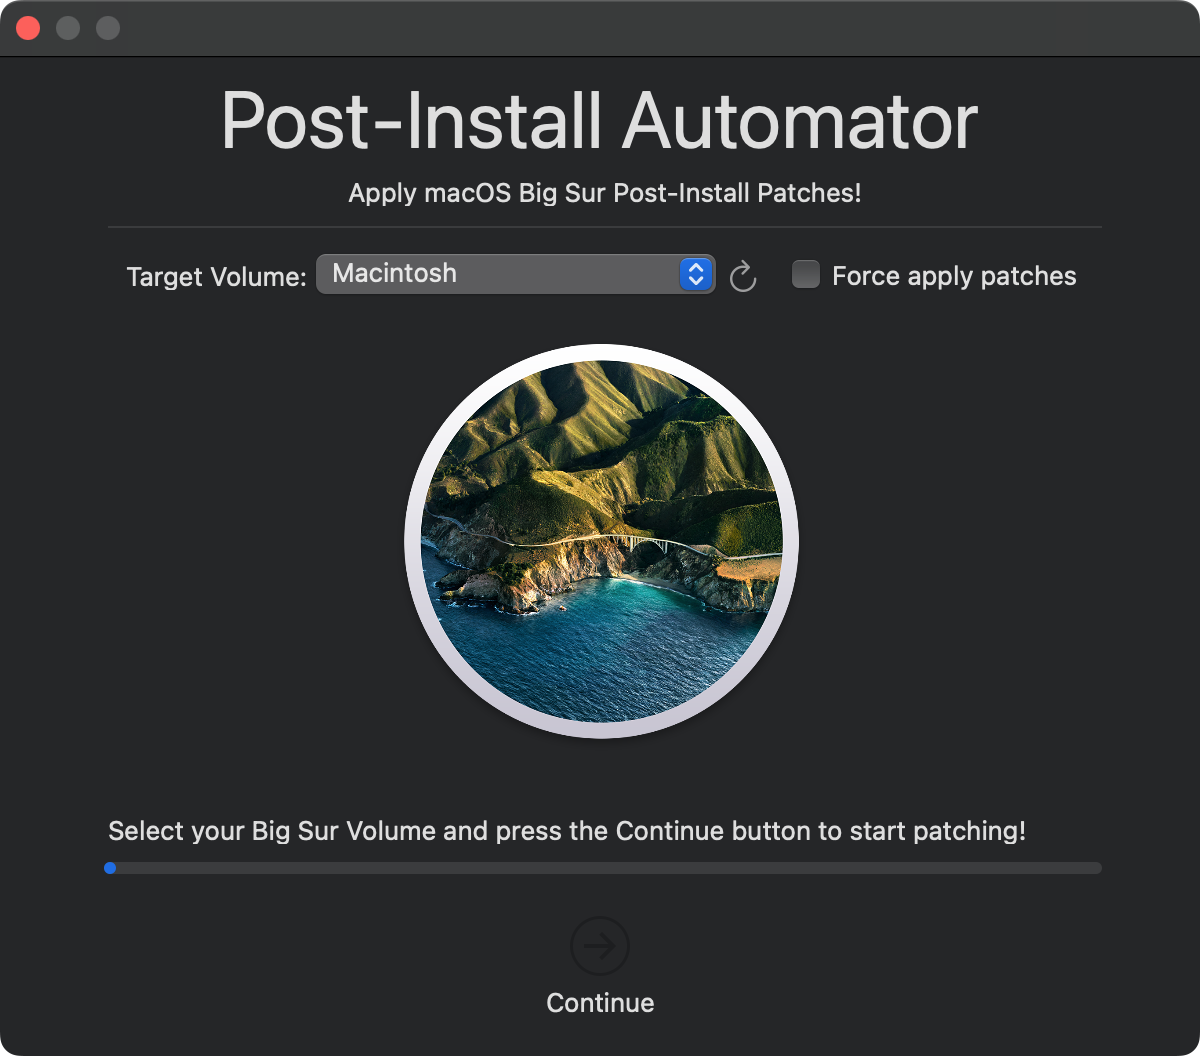 Post-Install Automator
Apply macOS Big Sur Post-Install Patches!
Target Volume: Macintosh Force apply patches
Select your Big Sur Volume and press the Continue button to start patching!
Continue